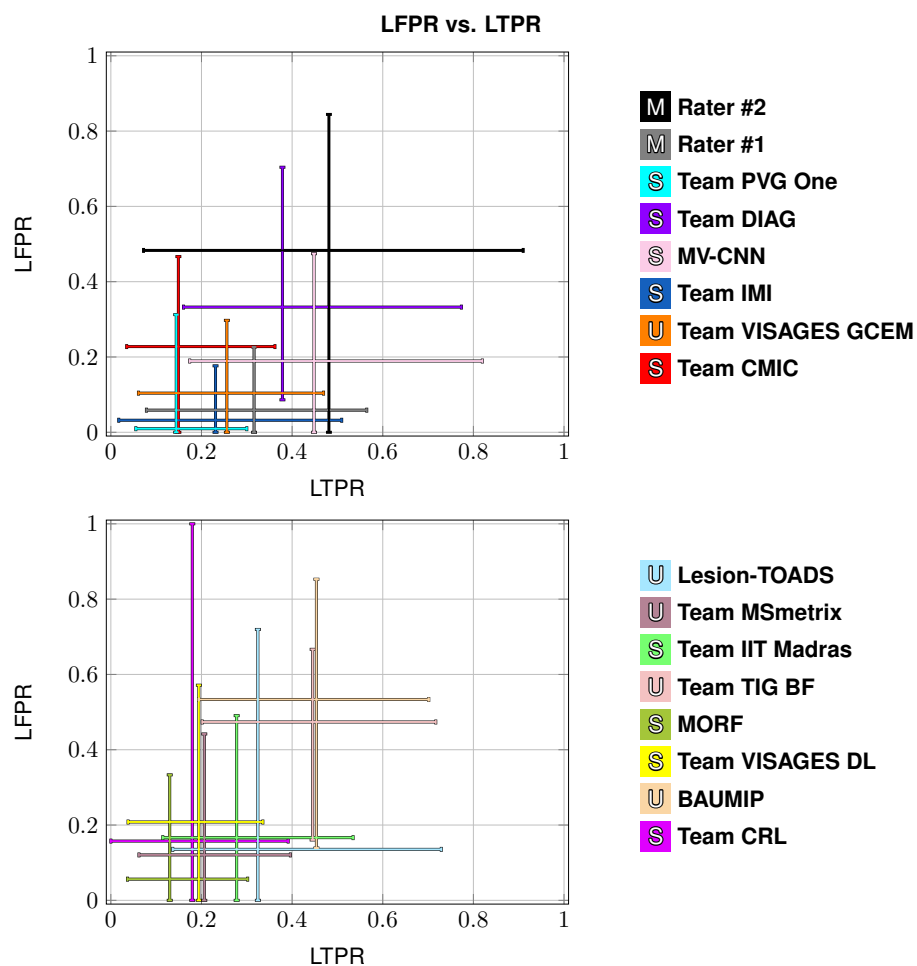 LFPR vs. LTPR
1
0.8
0.6
0.4
0.2
0
0 0.2 0.4 0.6 0.8 1
LFPR
LTPR
M Rater #2
M Rater #1
S Team PVG One
S Team DIAG
S MV-CNN
S Team IMI
U Team VISAGES GCEM
S Team CMIC
1
0.8
0.6
0.4
0.2
0
0 0.2 0.4 0.6 0.8 1
LFPR
LTPR
U Lesion-TOADS
U Team MSmetrix
S Team IIT Madras
U Team TIG BF
S MORF
S Team VISAGES DL
U BAUMIP
S Team CRL